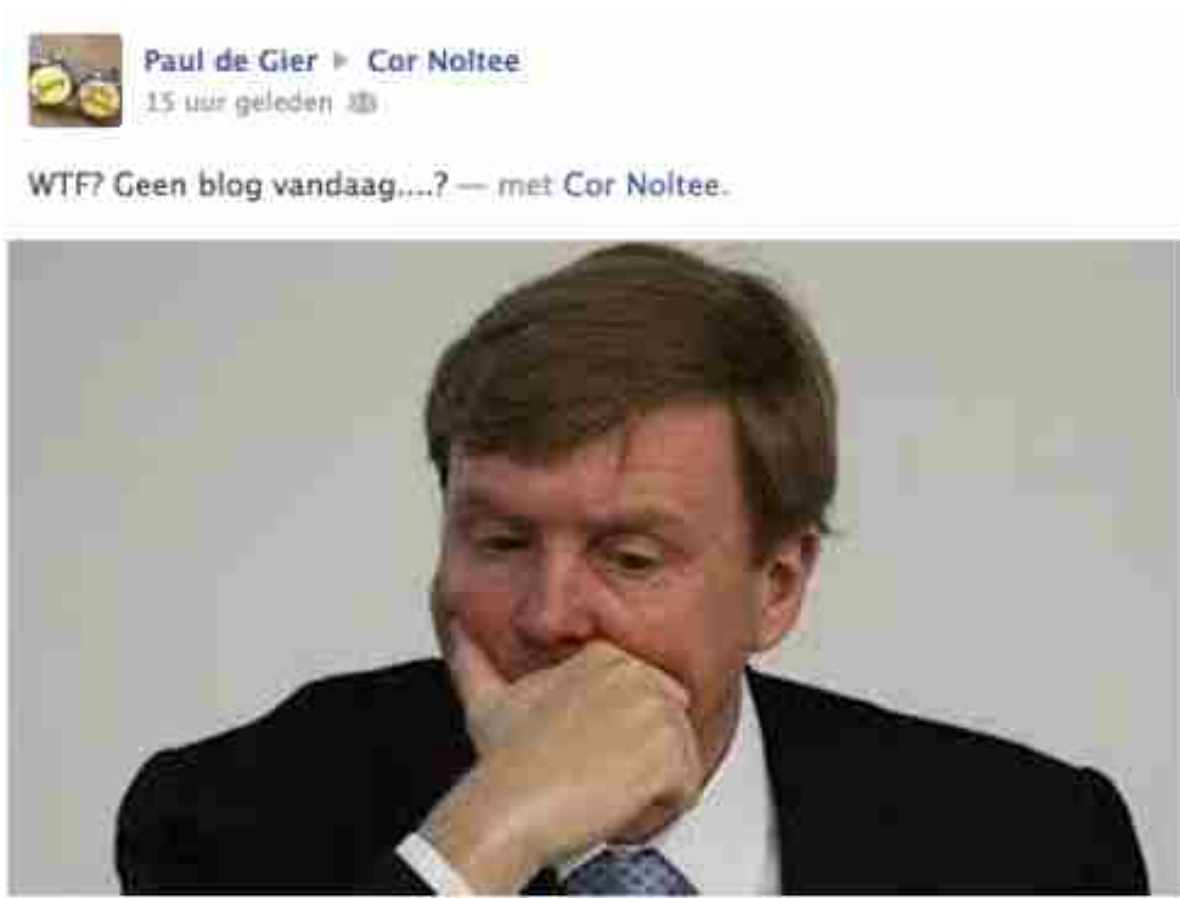 Paul de Gier ▶ Cor Noltee
15 uur geleden
WTF? Geen blog vandaag....? — met Cor Noltee.